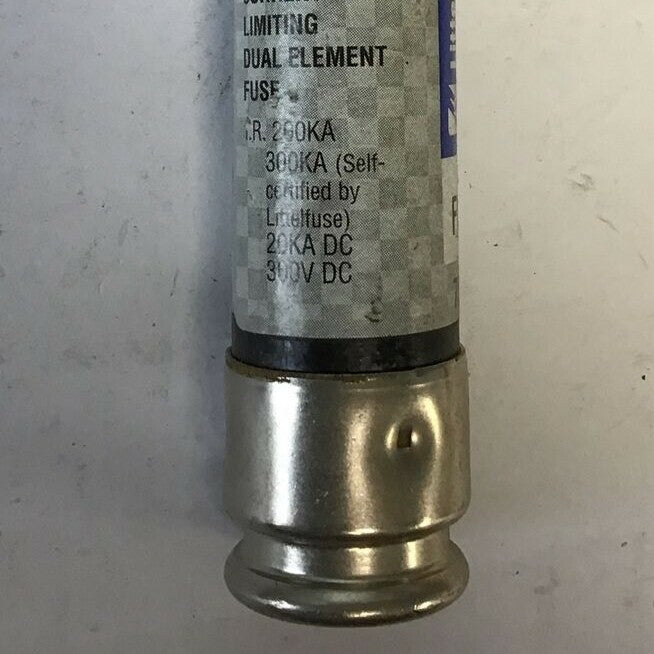 LIMITING
DUAL ELEMENT
FUSE
I.R. 200KA
300KA (Self-
certified by
Littelfuse)
20KA DC
300V DC